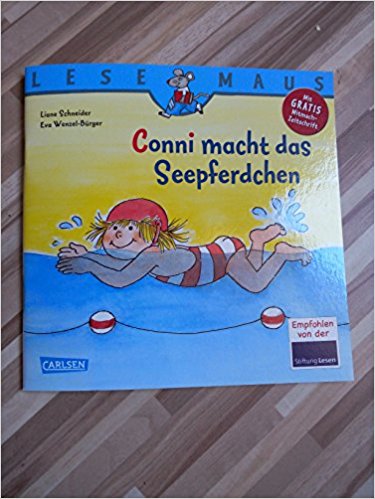 LESE MAUS
Liane Schneider
Eva Wenzel-Bürger
Mit
GRATIS
Mitmach-
Zeitschrift
Conni macht das
Seepferdchen
Empfohlen
von der
Stiftung Lesen
CARLSEN